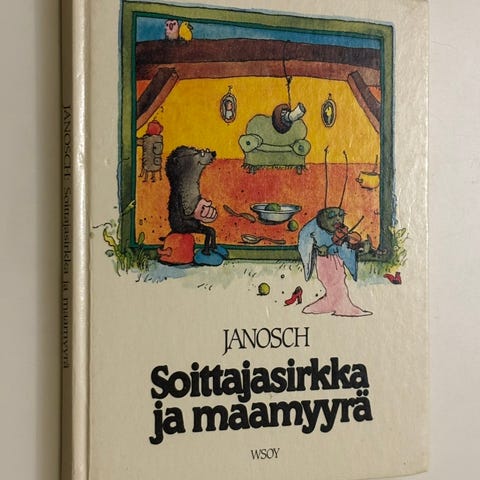 JANOSCH
Soittajasirkka
ja maamyyrä
WSOY
JANOSCH Soittajasirkka ja maamyyrä